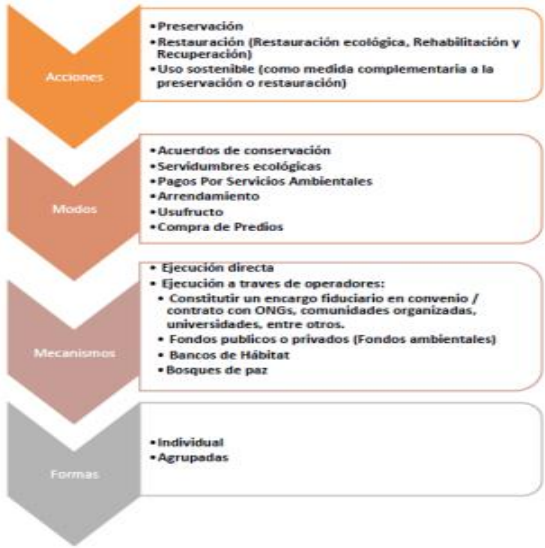 Acciones
•Preservación
•Restauración (Restauración ecológica, Rehabilitación y
Recuperación)
•Uso sostenible (como medida complementaria a la
preservación o restauración)
Modos
•Acuerdos de conservación
•Servidumbres ecológicas
•Pagos Por Servicios Ambientales
•Arrendamiento
•Usufructo
•Compra de Predios
Mecanismos
• Ejecución directa
• Ejecución a traves de operadores:
• Constitutir un encargo fiduciario en convenio /
contrato con ONGs, comunidades organizadas,
universidades, entre otros.
• Fondos publicos o privados (Fondos ambientales)
• Bancos de Hábitat
•Bosques de paz
Formas
•Individual
•Agrupadas